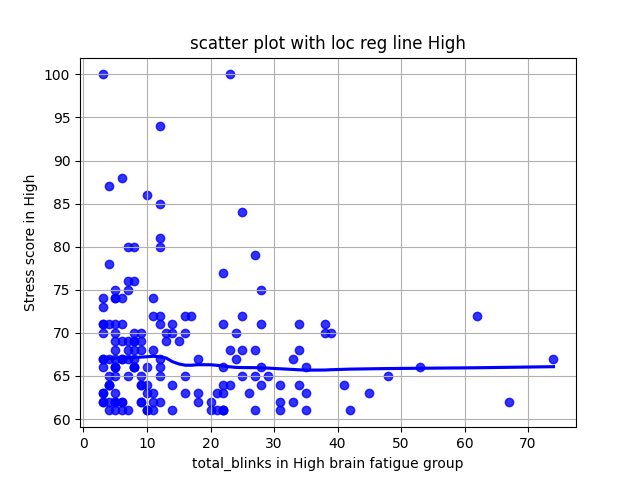 scatter plot with loc reg line High
100
95
90
85
80
75
70
65
60
Stress score in High
0 10 20 30 40 50 60 70
total_blinks in High brain fatigue group